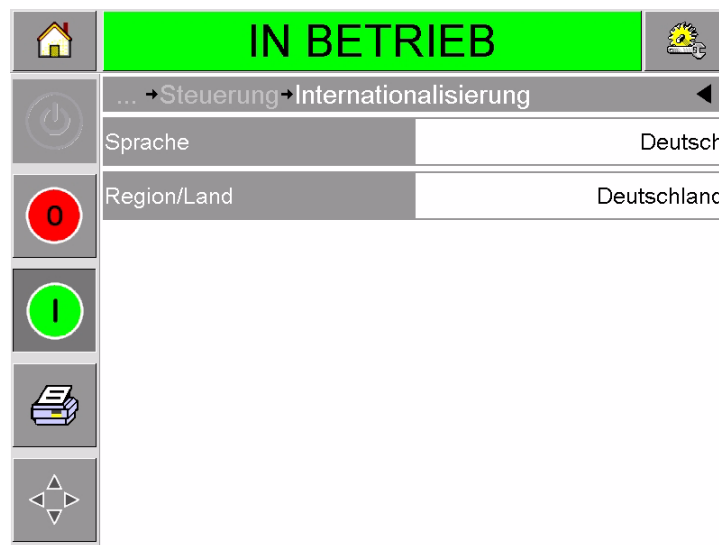 IN BETRIEB
... →Steuerung→Internationalisierung
Sprache Deutsch
Region/Land Deutschland
0
I